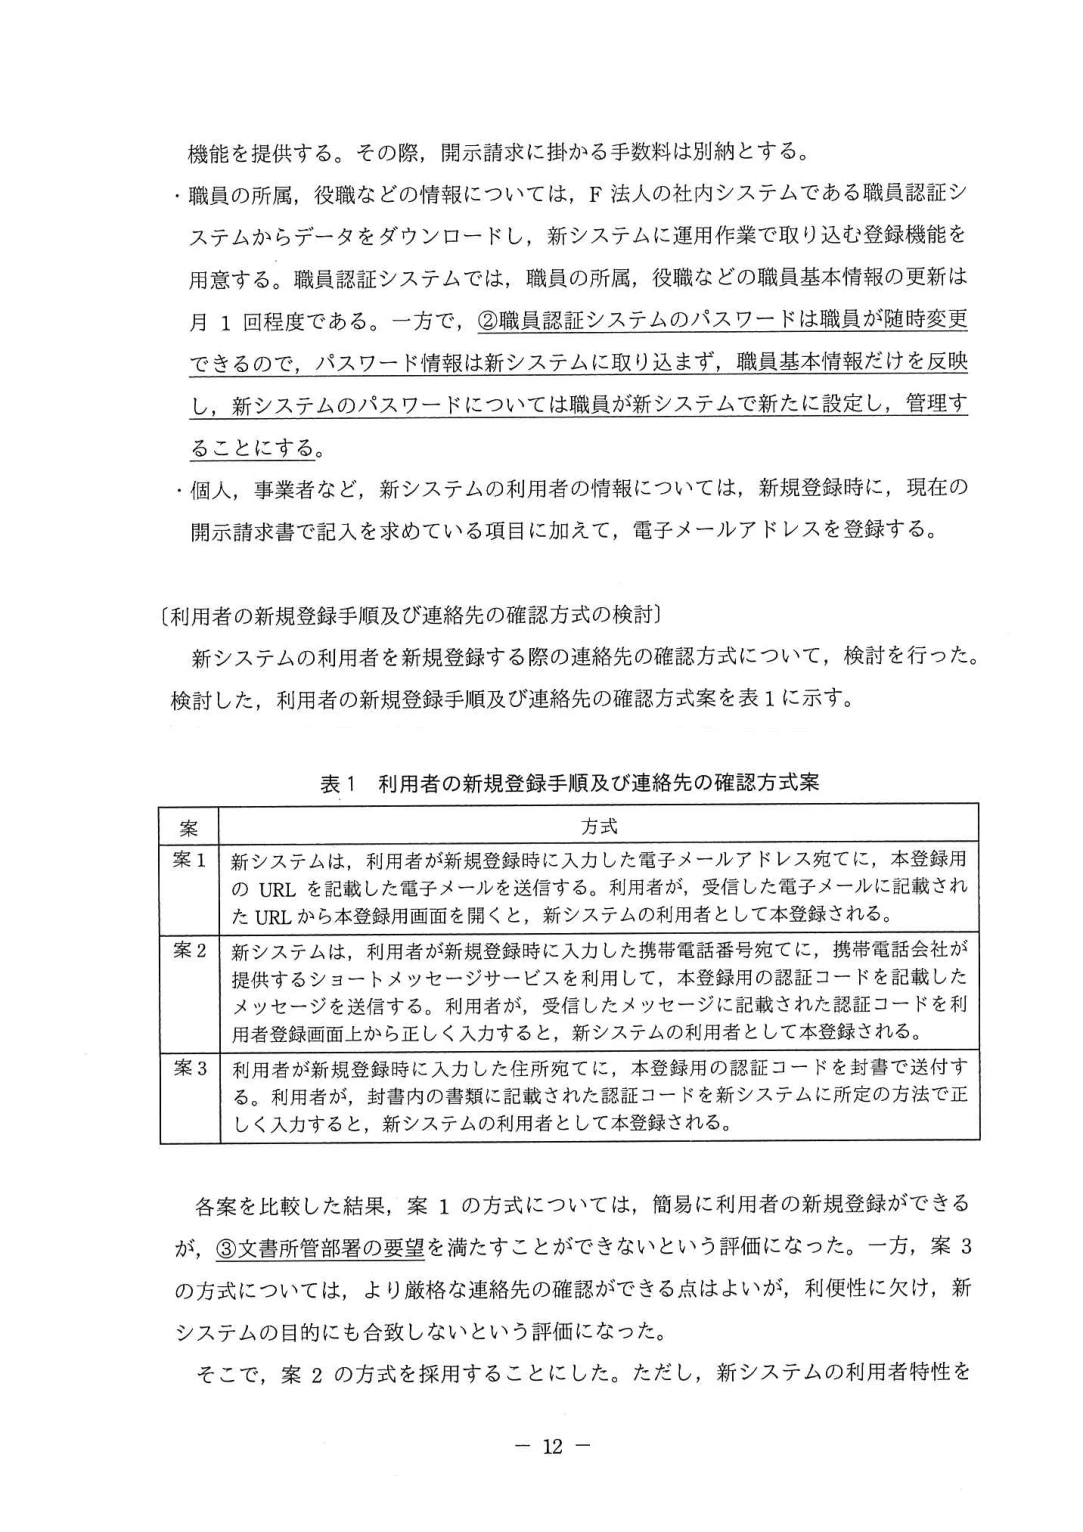 機能を提供する。その際，開示請求に掛かる手数料は別納とする。
・職員の所属，役職などの情報については，F 法人の社内システムである職員認証シ
ステムからデータをダウンロードし，新システムに運用作業で取り込む登録機能を
用意する。職員認証システムでは，職員の所属，役職などの職員基本情報の更新は
月 1 回程度である。一方で，②職員認証システムのパスワードは職員が随時変更
できるので，パスワード情報は新システムに取り込まず，職員基本情報だけを反映
し，新システムのパスワードについては職員が新システムで新たに設定し，管理す
ることにする。
・個人，事業者など，新システムの利用者の情報については，新規登録時に，現在の
開示請求書で記入を求めている項目に加えて，電子メールアドレスを登録する。
〔利用者の新規登録手順及び連絡先の確認方式の検討〕
新システムの利用者を新規登録する際の連絡先の確認方式について，検討を行った。
検討した，利用者の新規登録手順及び連絡先の確認方式案を表 1 に示す。
表 1　利用者の新規登録手順及び連絡先の確認方式案
案　方式
案 1　新システムは，利用者が新規登録時に入力した電子メールアドレス宛てに，本登録用
の URL を記載した電子メールを送信する。利用者が，受信した電子メールに記載され
た URL から本登録用画面を開くと，新システムの利用者として本登録される。
案 2　新システムは，利用者が新規登録時に入力した携帯電話番号宛てに，携帯電話会社が
提供するショートメッセージサービスを利用して，本登録用の認証コードを記載した
メッセージを送信する。利用者が，受信したメッセージに記載された認証コードを利
用者登録画面上から正しく入力すると，新システムの利用者として本登録される。
案 3　利用者が新規登録時に入力した住所宛てに，本登録用の認証コードを封書で送付す
る。利用者が，封書内の書類に記載された認証コードを新システムに所定の方法で正
しく入力すると，新システムの利用者として本登録される。
各案を比較した結果，案 1 の方式については，簡易に利用者の新規登録ができる
が，③文書所管部署の要望を満たすことができないという評価になった。一方，案 3
の方式については，より厳格な連絡先の確認ができる点はよいが，利便性に欠け，新
システムの目的にも合致しないという評価になった。
そこで，案 2 の方式を採用することにした。ただし，新システムの利用者特性を
－ 12 －